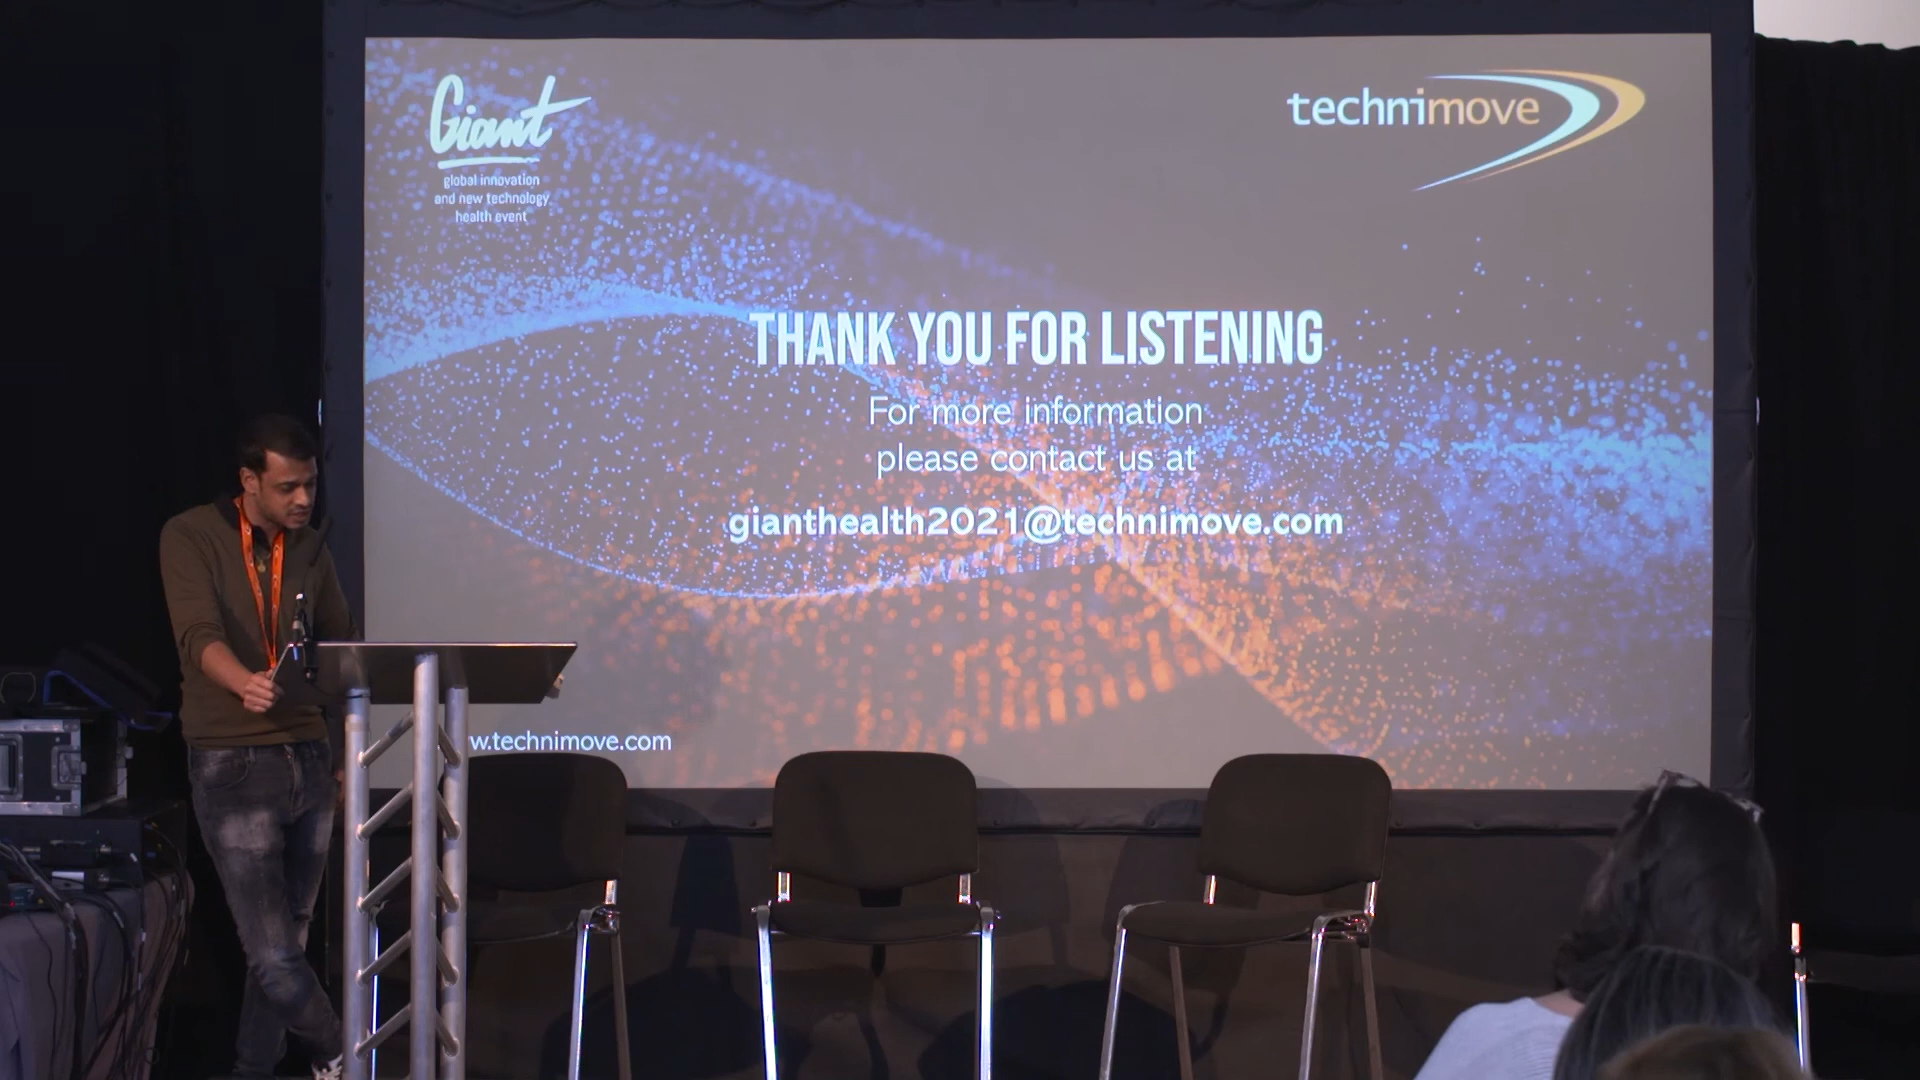 Giant
global innovation
and new technology
health event
technimove
THANK YOU FOR LISTENING
For more information
please contact us at
gianthealth2021@technimove.com
w.technimove.com